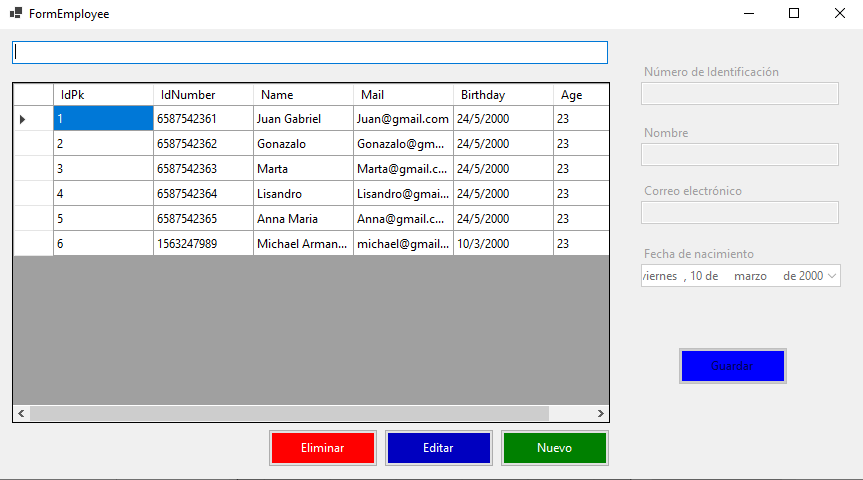 FormEmployee
IdPk IdNumber Name Mail Birthday Age
1 6587542361 Juan Gabriel Juan@gmail.com 24/5/2000 23
2 6587542362 Gonazalo Gonazalo@gm... 24/5/2000 23
3 6587542363 Marta Marta@gmail.c... 24/5/2000 23
4 6587542364 Lisandro Lisandro@gmai... 24/5/2000 23
5 6587542365 Anna Maria Anna@gmail.c... 24/5/2000 23
6 1563247989 Michael Arman... michael@gmail... 10/3/2000 23
Eliminar Editar Nuevo
Número de Identificación
Nombre
Correo electrónico
Fecha de nacimiento
viernes , 10 de marzo de 2000
Guardar